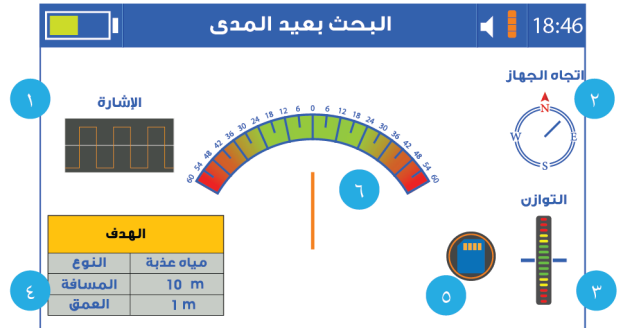 البحث بعيد المدى
18:46
١
الإشارة
اتجاه الجهاز
٢
N
W
E
S
60 54 48 42 36 30 24 18 12 6 0 6 12 18 24 30 36 42 48 54 60
٦
التوازن
٣
٥
الهدف
النوع مياه عذبة
المسافة 10 m
العمق 1 m
٤